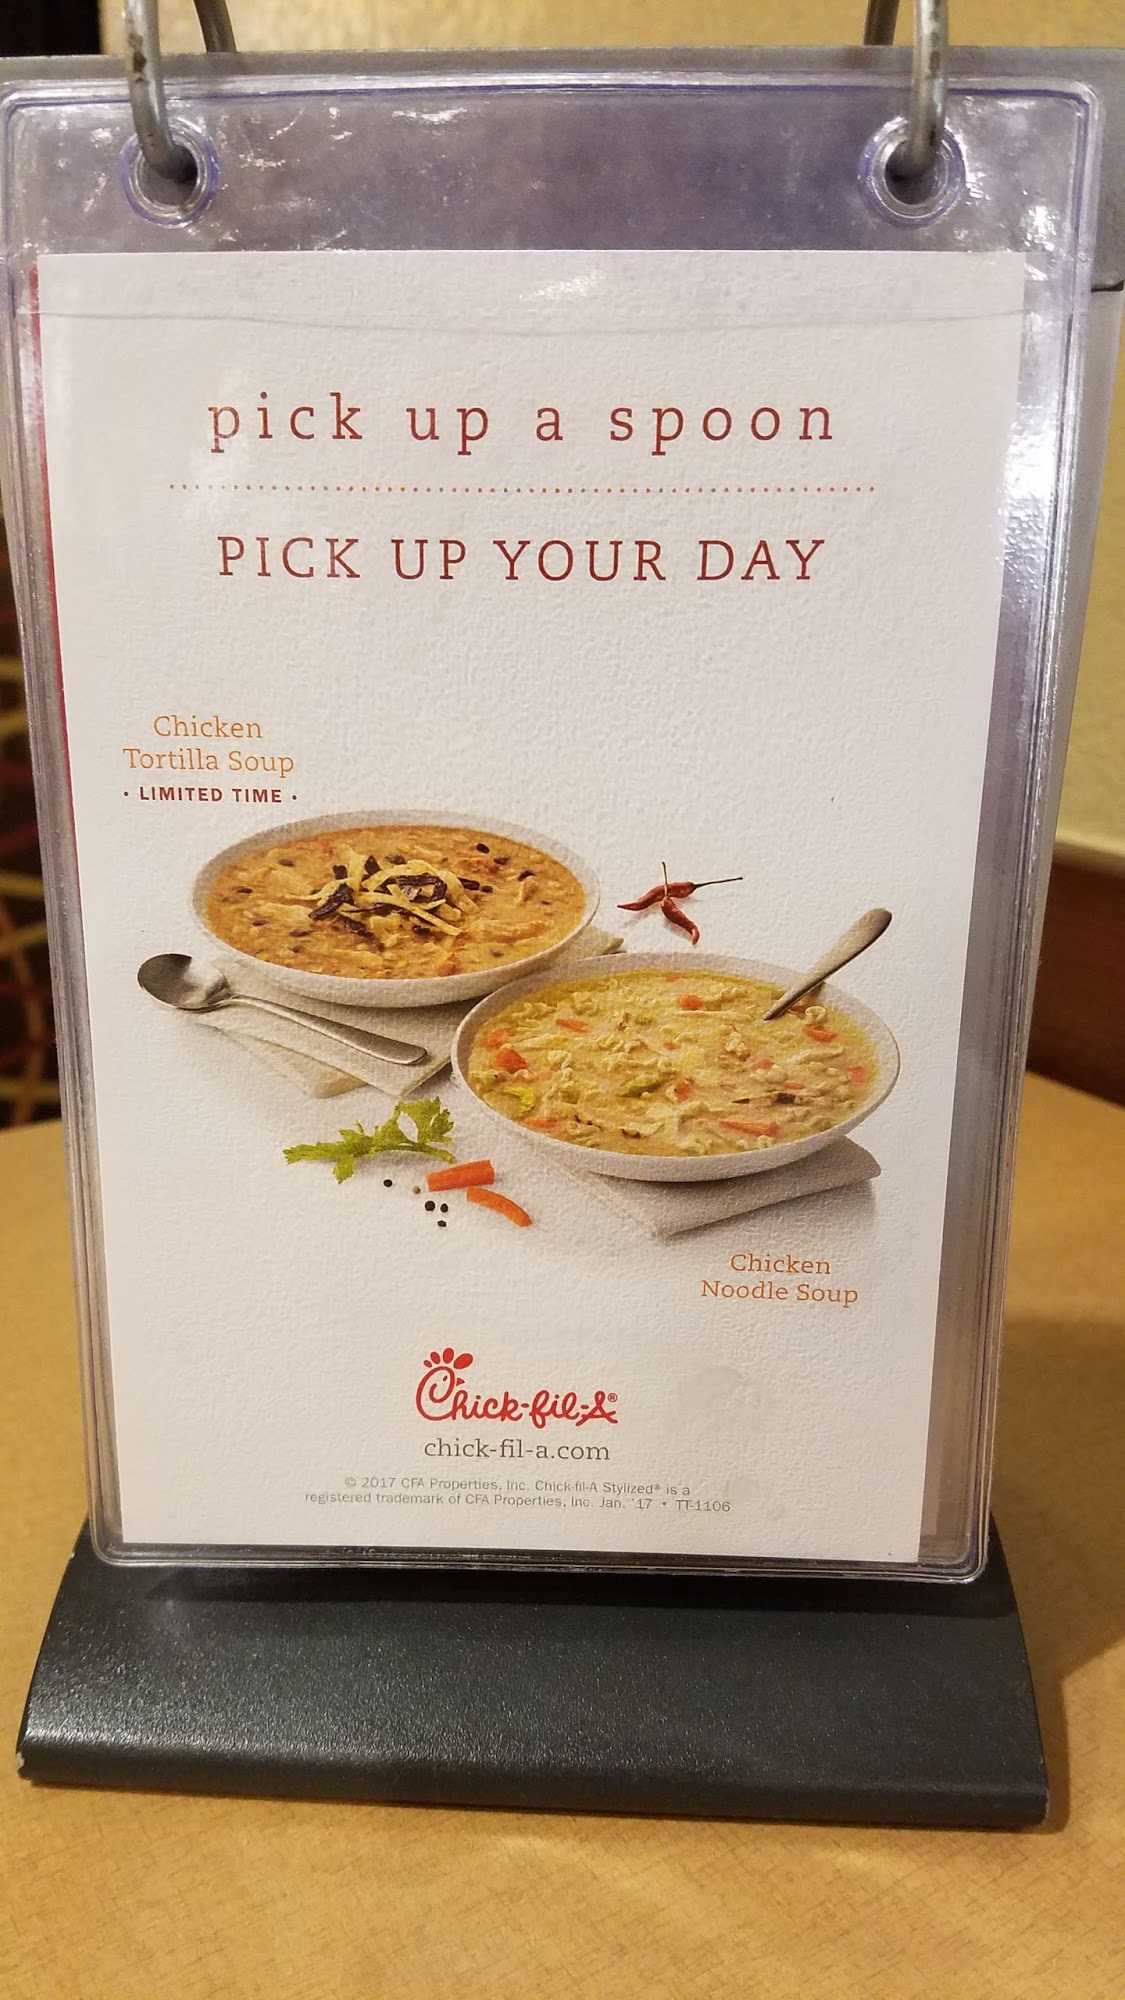 pick up a spoon
PICK UP YOUR DAY
Chicken
Tortilla Soup
• LIMITED TIME •
Chicken
Noodle Soup
Chick-fil-A®
chick-fil-a.com
© 2017 CFA Properties, Inc. Chick-fil-A Stylized® is a
registered trademark of CFA Properties, Inc. Jan. '17 • TT-1106